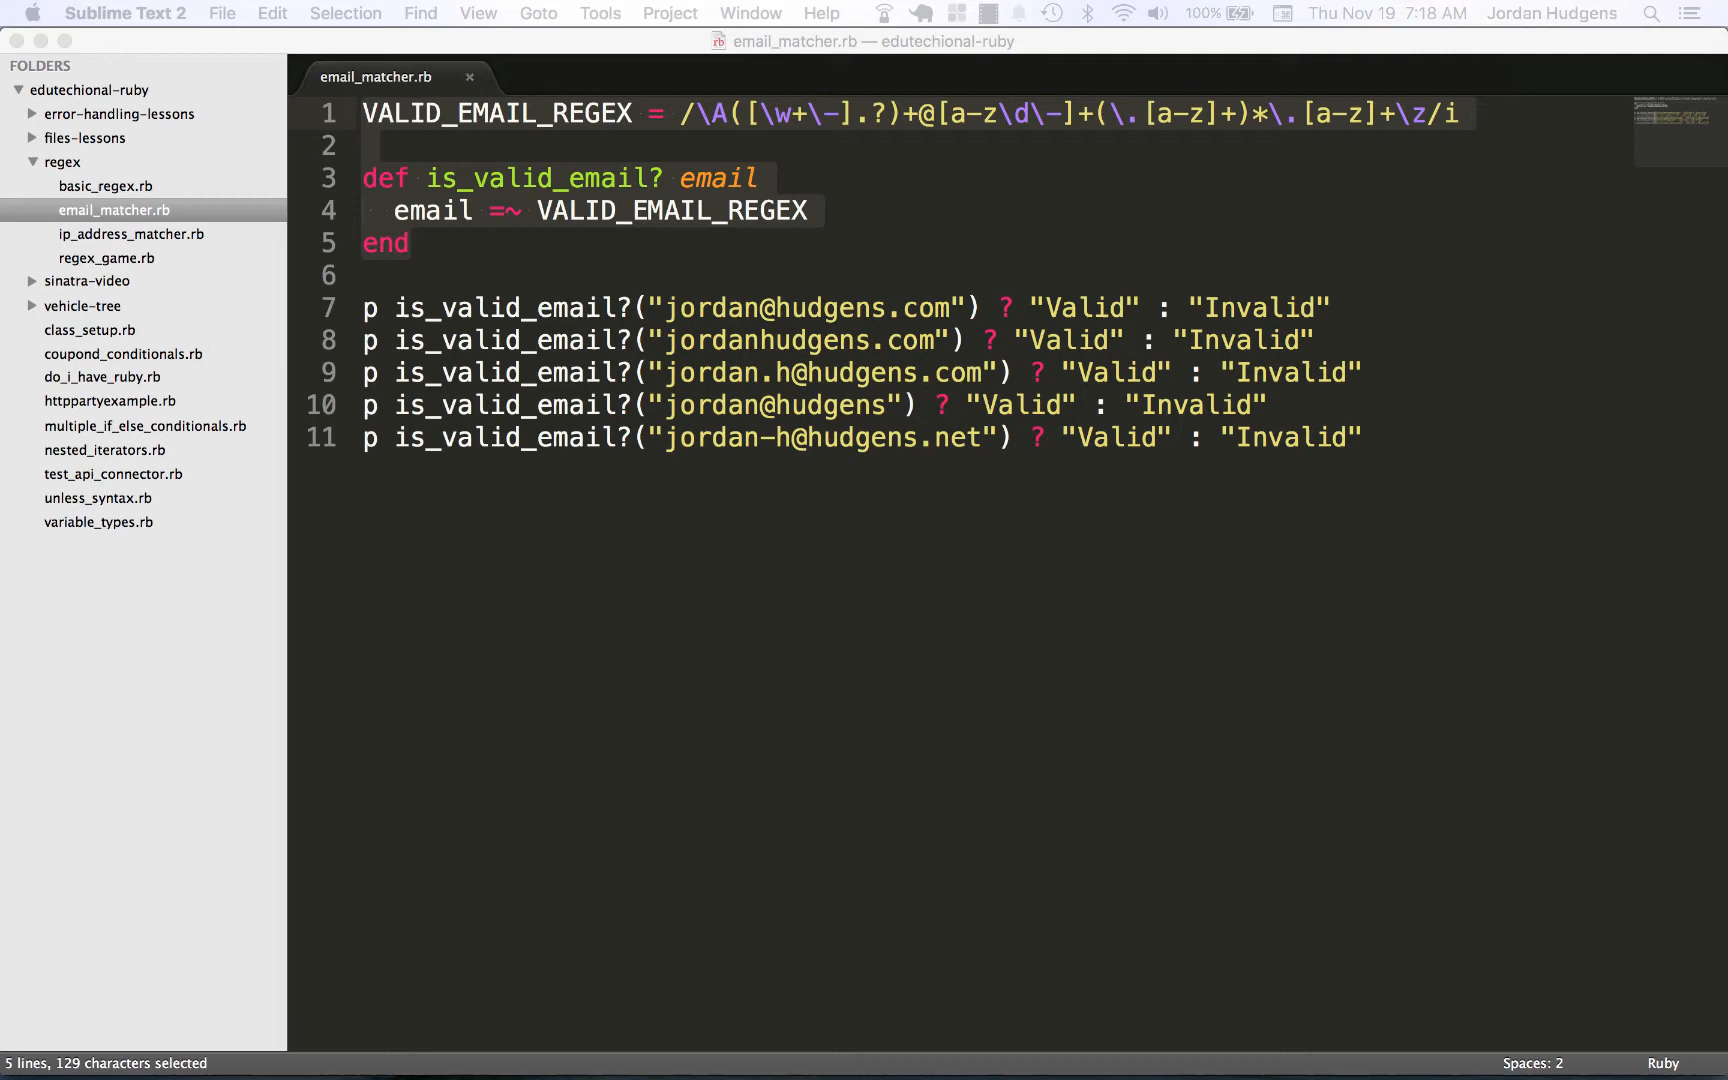 Sublime Text 2 File Edit Selection Find View Goto Tools Project Window Help 100% Thu Nov 19 7:18 AM Jordan Hudgens
email_matcher.rb — edutechional-ruby
FOLDERS
edutechional-ruby
error-handling-lessons
files-lessons
regex
basic_regex.rb
email_matcher.rb
ip_address_matcher.rb
regex_game.rb
sinatra-video
vehicle-tree
class_setup.rb
coupond_conditionals.rb
do_i_have_ruby.rb
httppartyexample.rb
multiple_if_else_conditionals.rb
nested_iterators.rb
test_api_connector.rb
unless_syntax.rb
variable_types.rb
email_matcher.rb ×
1 VALID_EMAIL_REGEX = /\A([\w+\-].?)+@[a-z\d\-]+(\.[a-z]+)*\.[a-z]+\z/i
2
3 def is_valid_email? email
4 email =~ VALID_EMAIL_REGEX
5 end
6
7 p is_valid_email?("jordan@hudgens.com") ? "Valid" : "Invalid"
8 p is_valid_email?("jordanhudgens.com") ? "Valid" : "Invalid"
9 p is_valid_email?("jordan.h@hudgens.com") ? "Valid" : "Invalid"
10 p is_valid_email?("jordan@hudgens") ? "Valid" : "Invalid"
11 p is_valid_email?("jordan-h@hudgens.net") ? "Valid" : "Invalid"
5 lines, 129 characters selected Spaces: 2 Ruby